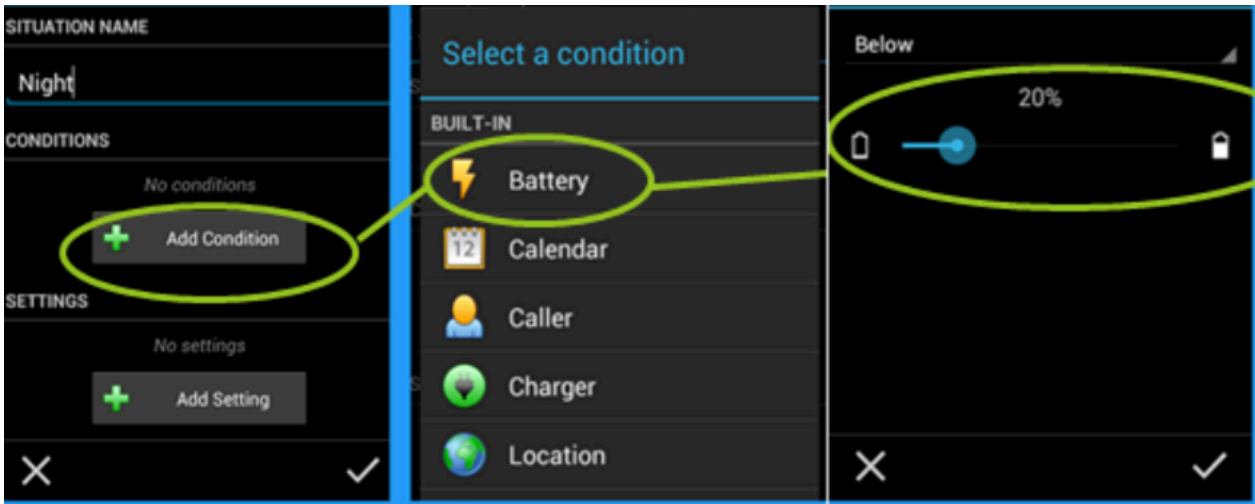 SITUATION NAME
Night
CONDITIONS
No conditions
Add Condition
SETTINGS
No settings
Add Setting
Select a condition
BUILT-IN
Battery
12
Calendar
Caller
Charger
Location
Below
20%